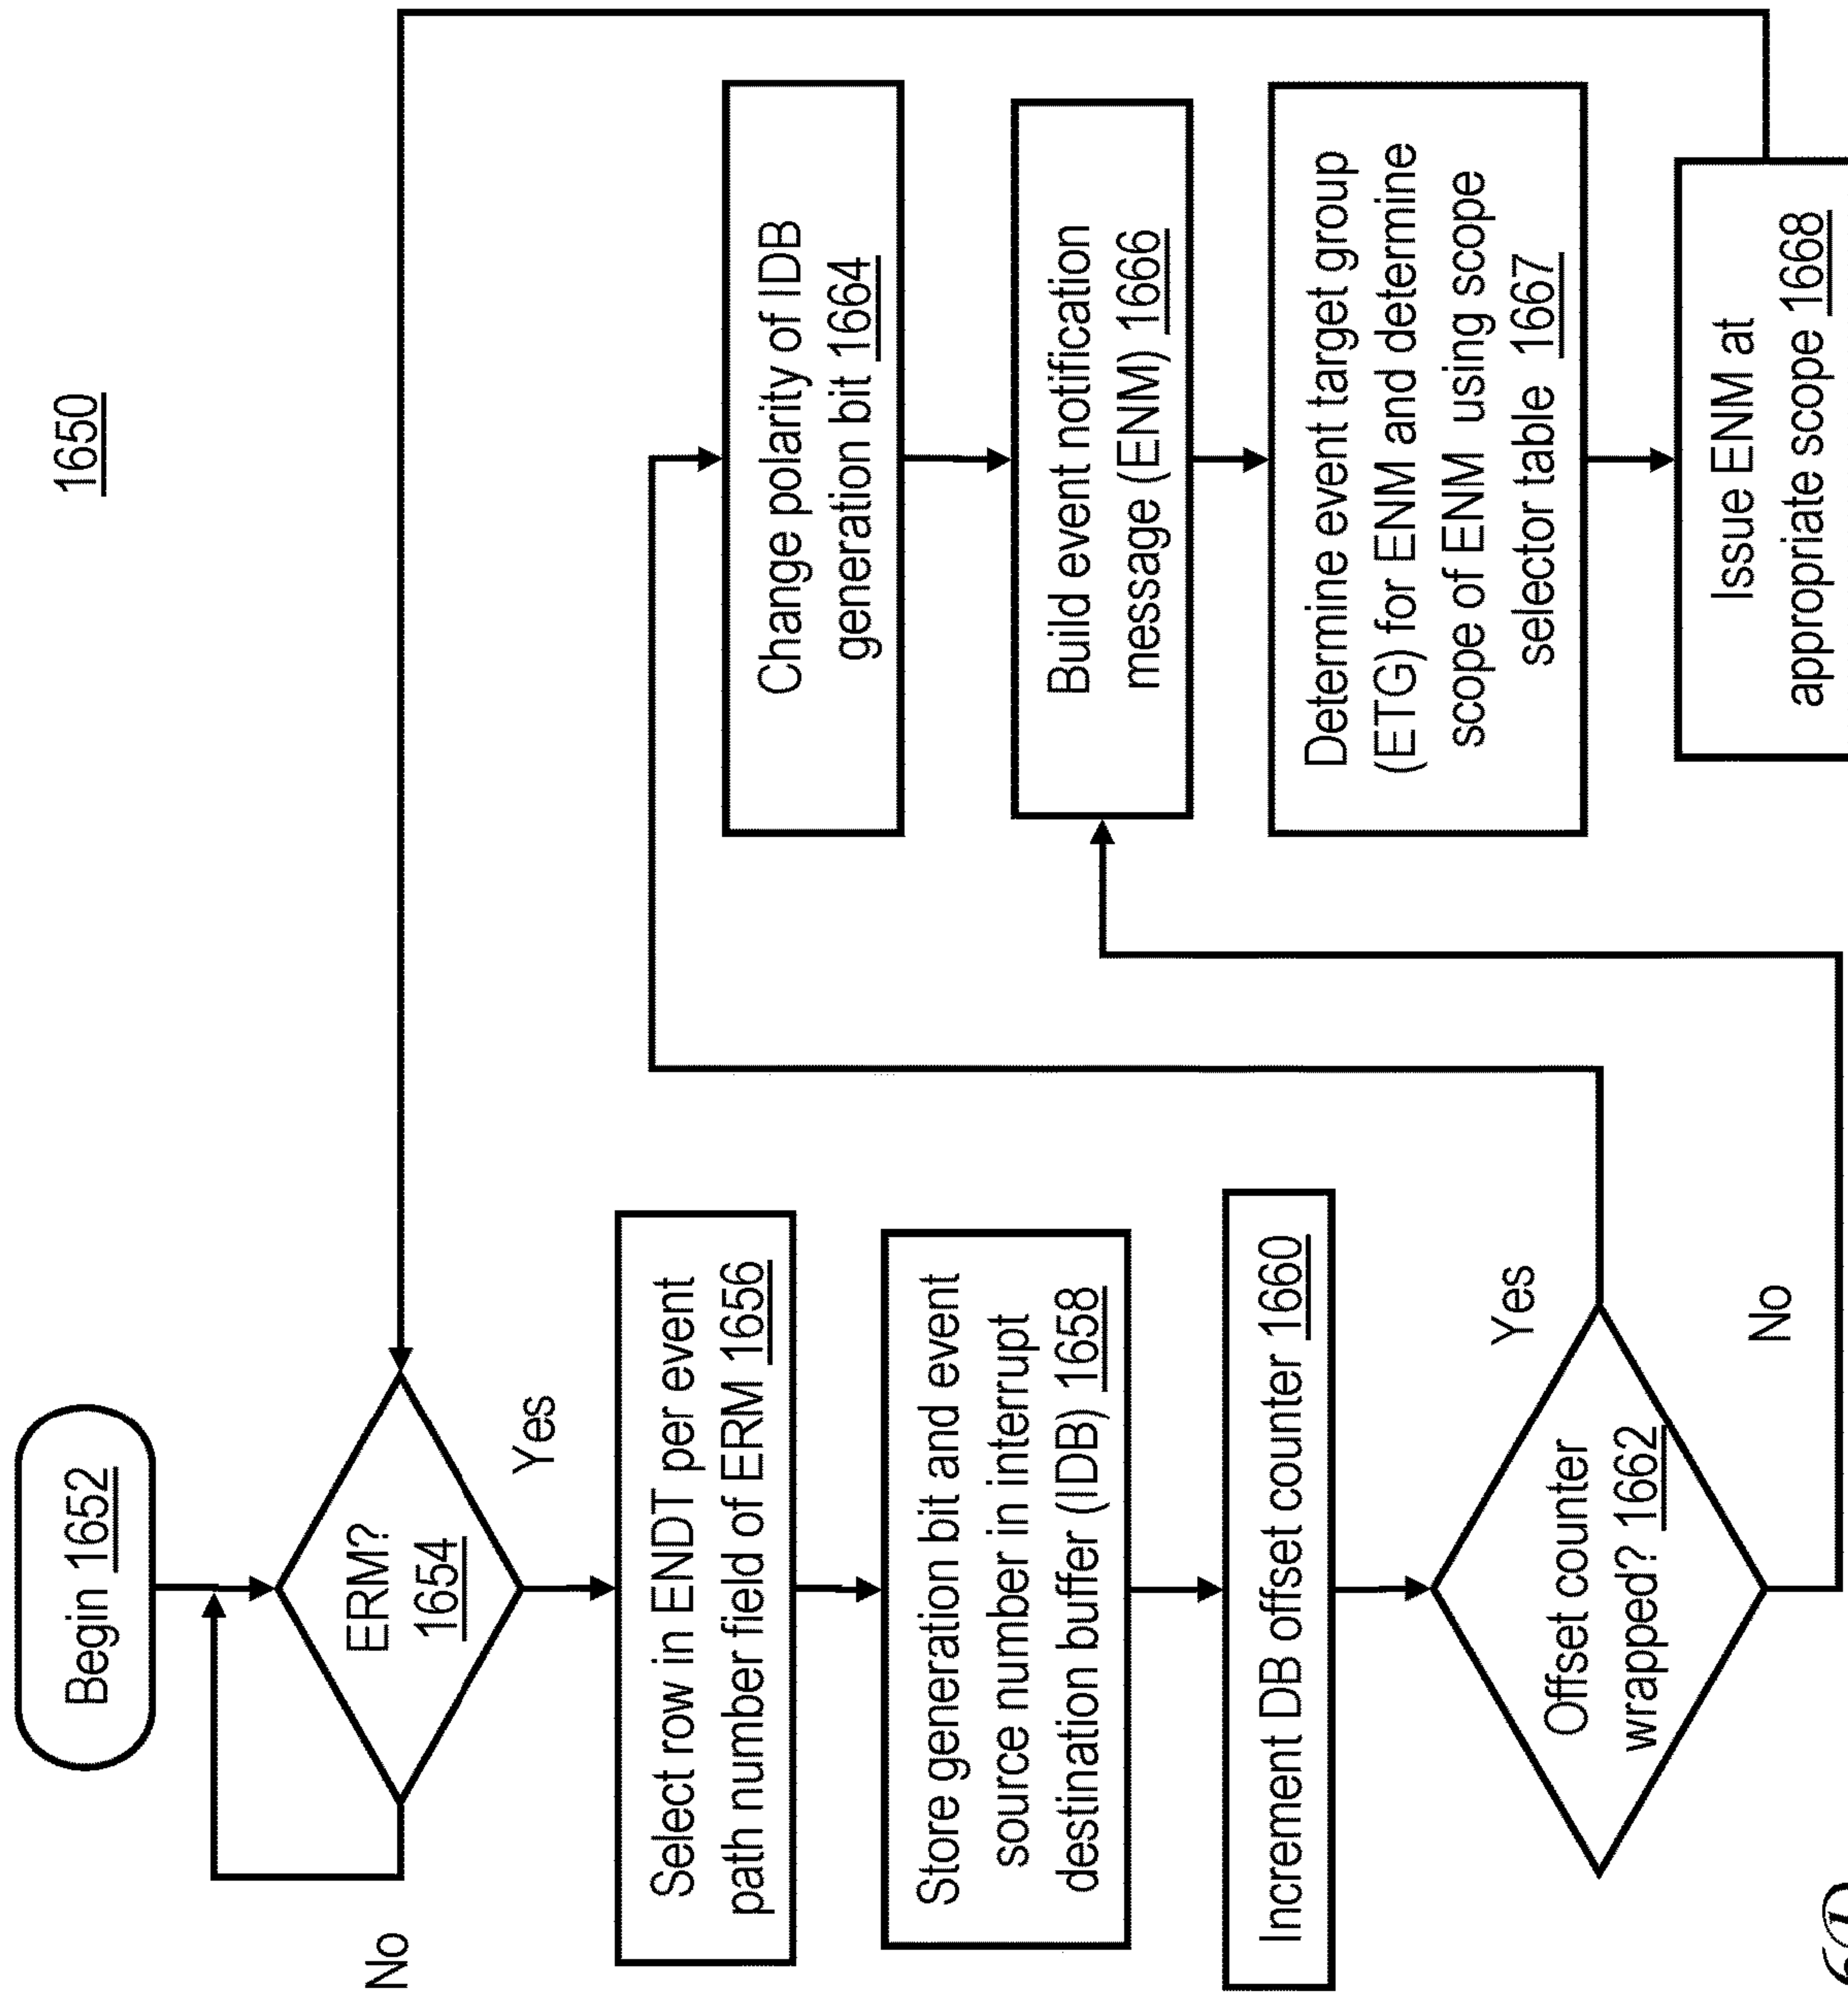 1650
Begin 1652
ERM?
1654
No
Yes
Select row in ENDT per event
path number field of ERM 1656
Store generation bit and event
source number in interrupt
destination buffer (IDB) 1658
Increment DB offset counter 1660
Offset counter
wrapped? 1662
Yes
No
Change polarity of IDB
generation bit 1664
Build event notification
message (ENM) 1666
Determine event target group
(ETG) for ENM and determine
scope of ENM using scope
selector table 1667
Issue ENM at
appropriate scope 1668